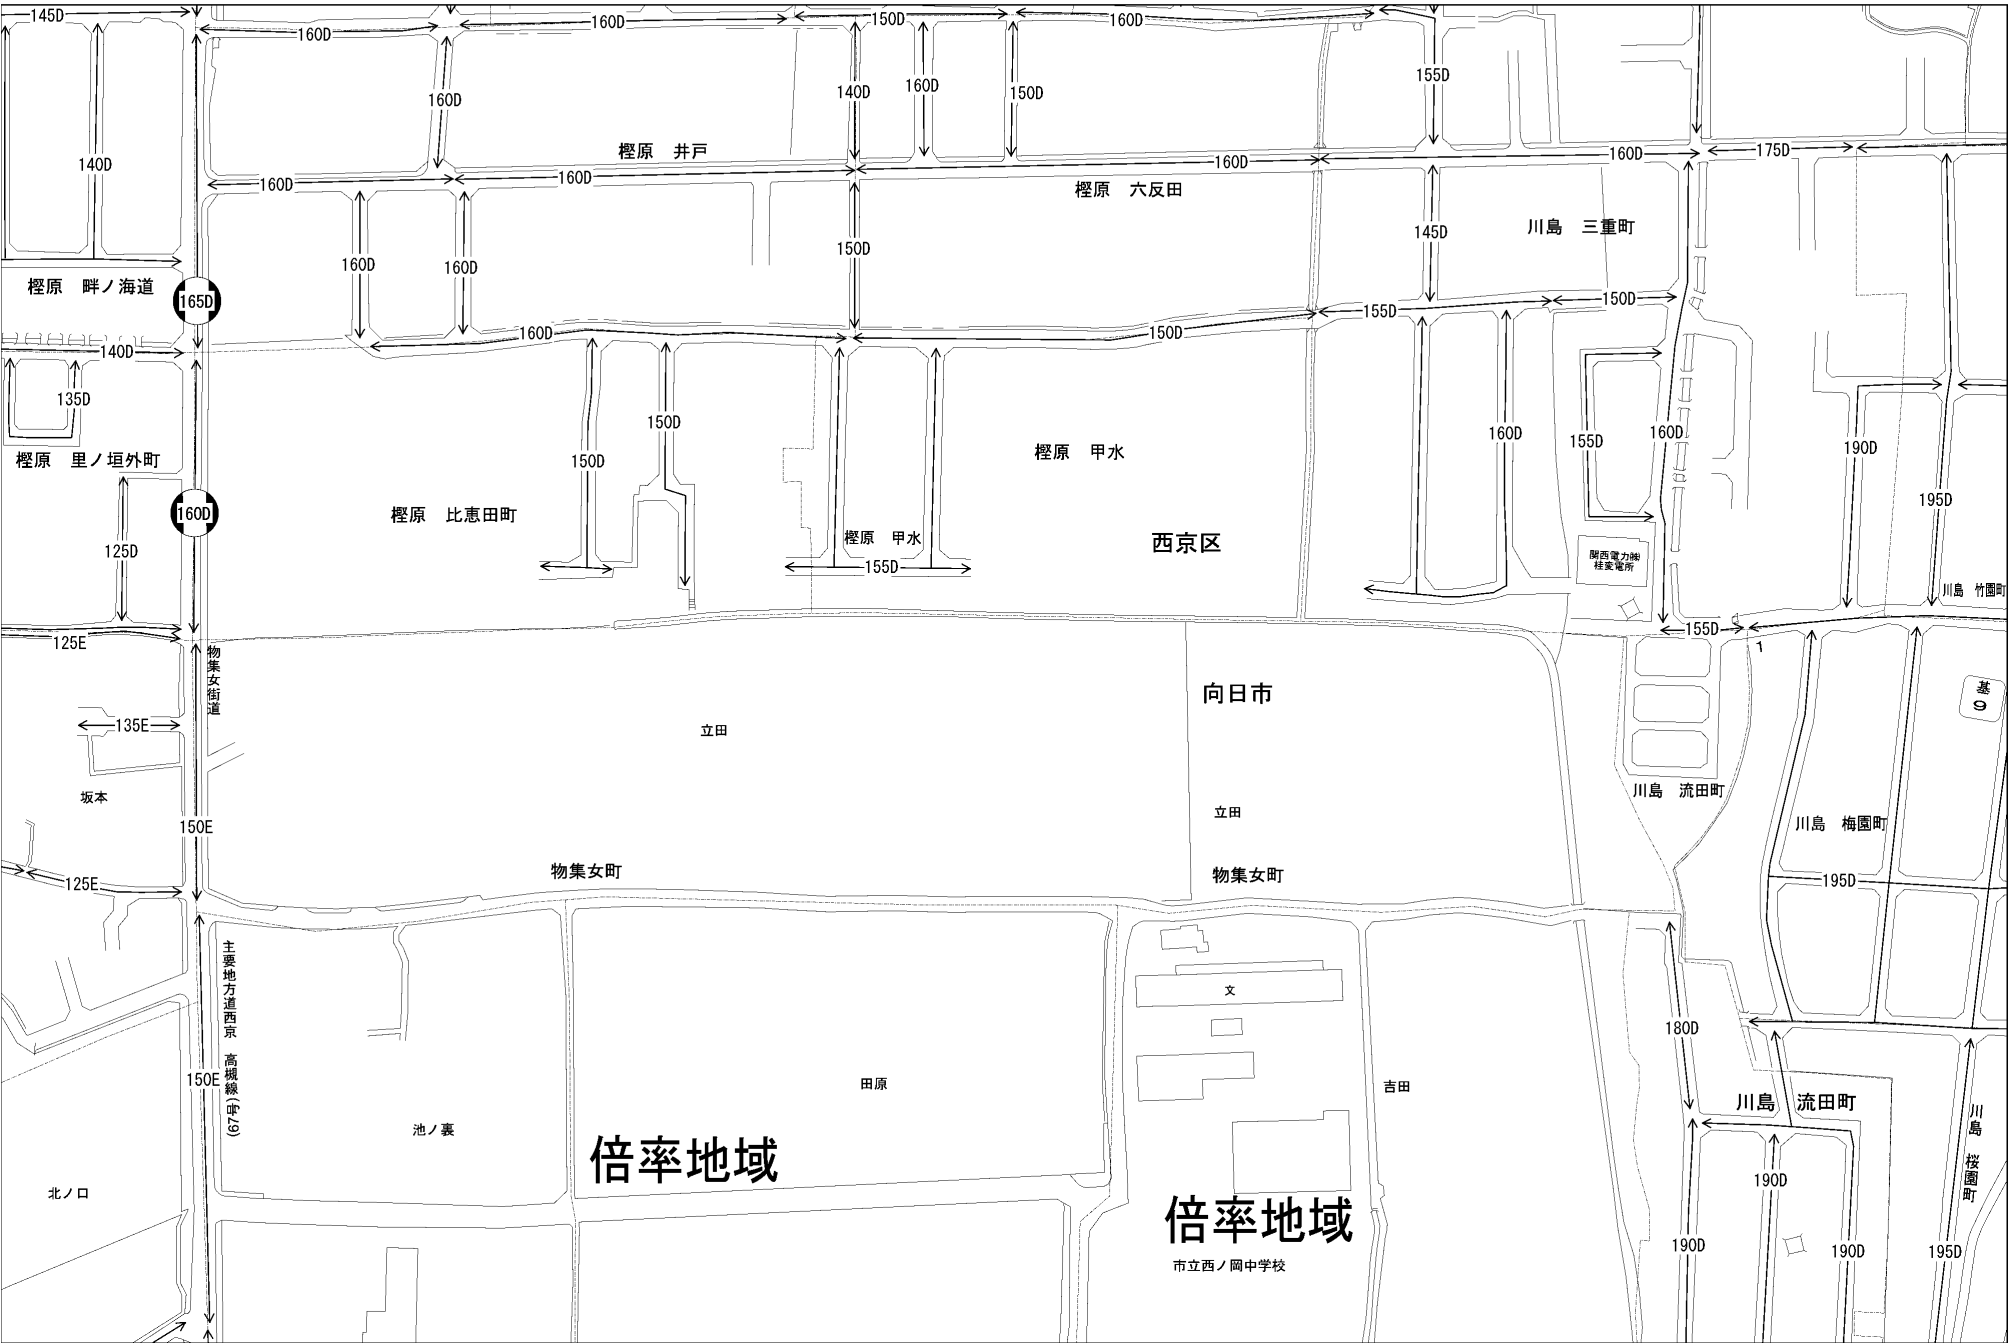 145D
160D
160D
150D
160D
155D
160D
140D
160D
150D
140D
樫原　井戸
160D
160D
160D
160D
175D
樫原　六反田
川島　三重町
150D
145D
160D
160D
樫原　畔ノ海道
165D
160D
150D
155D
150D
140D
135D
150D
160D
155D
160D
190D
樫原　里ノ垣外町
150D
樫原　甲水
195D
160D
樫原　比恵田町
樫原　甲水
西京区
125D
155D
関西電力㈱
桂変電所
川島　竹園町
125E
155D
1
物集女街道
135E
向日市
基
9
立田
坂本
川島　流田町
立田
150E
川島　梅園町
125E
物集女町
物集女町
195D
主要地方道西京　高槻線(号67)
文
180D
150E
田原
吉田
川島　流田町
池ノ裏
川島　桜園町
倍率地域
190D
北ノ口
倍率地域
190D
190D
195D
市立西ノ岡中学校